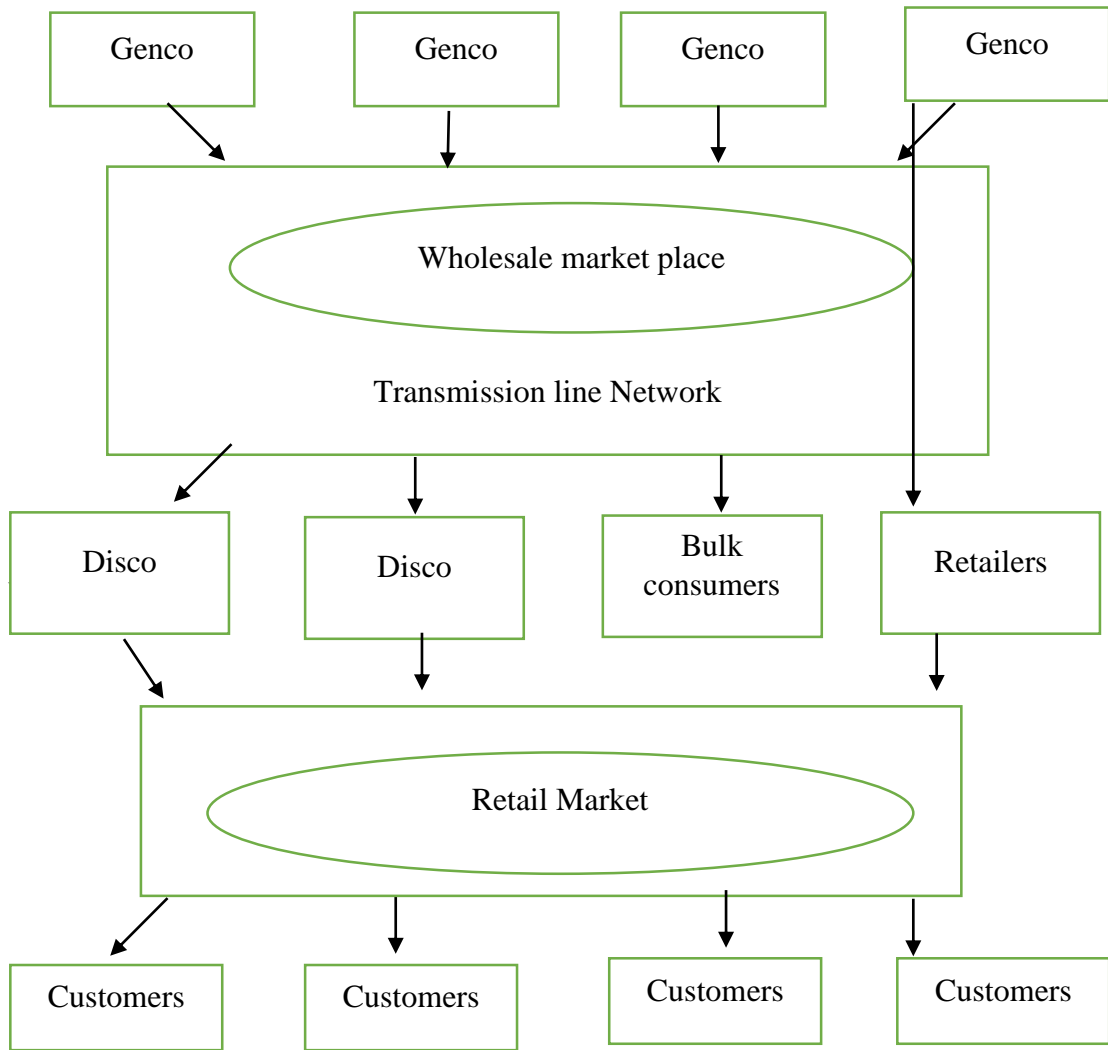 Genco
Genco
Genco
Genco
Wholesale market place
Transmission line Network
Disco
Disco
Bulk
consumers
Retailers
Retail Market
Customers
Customers
Customers
Customers